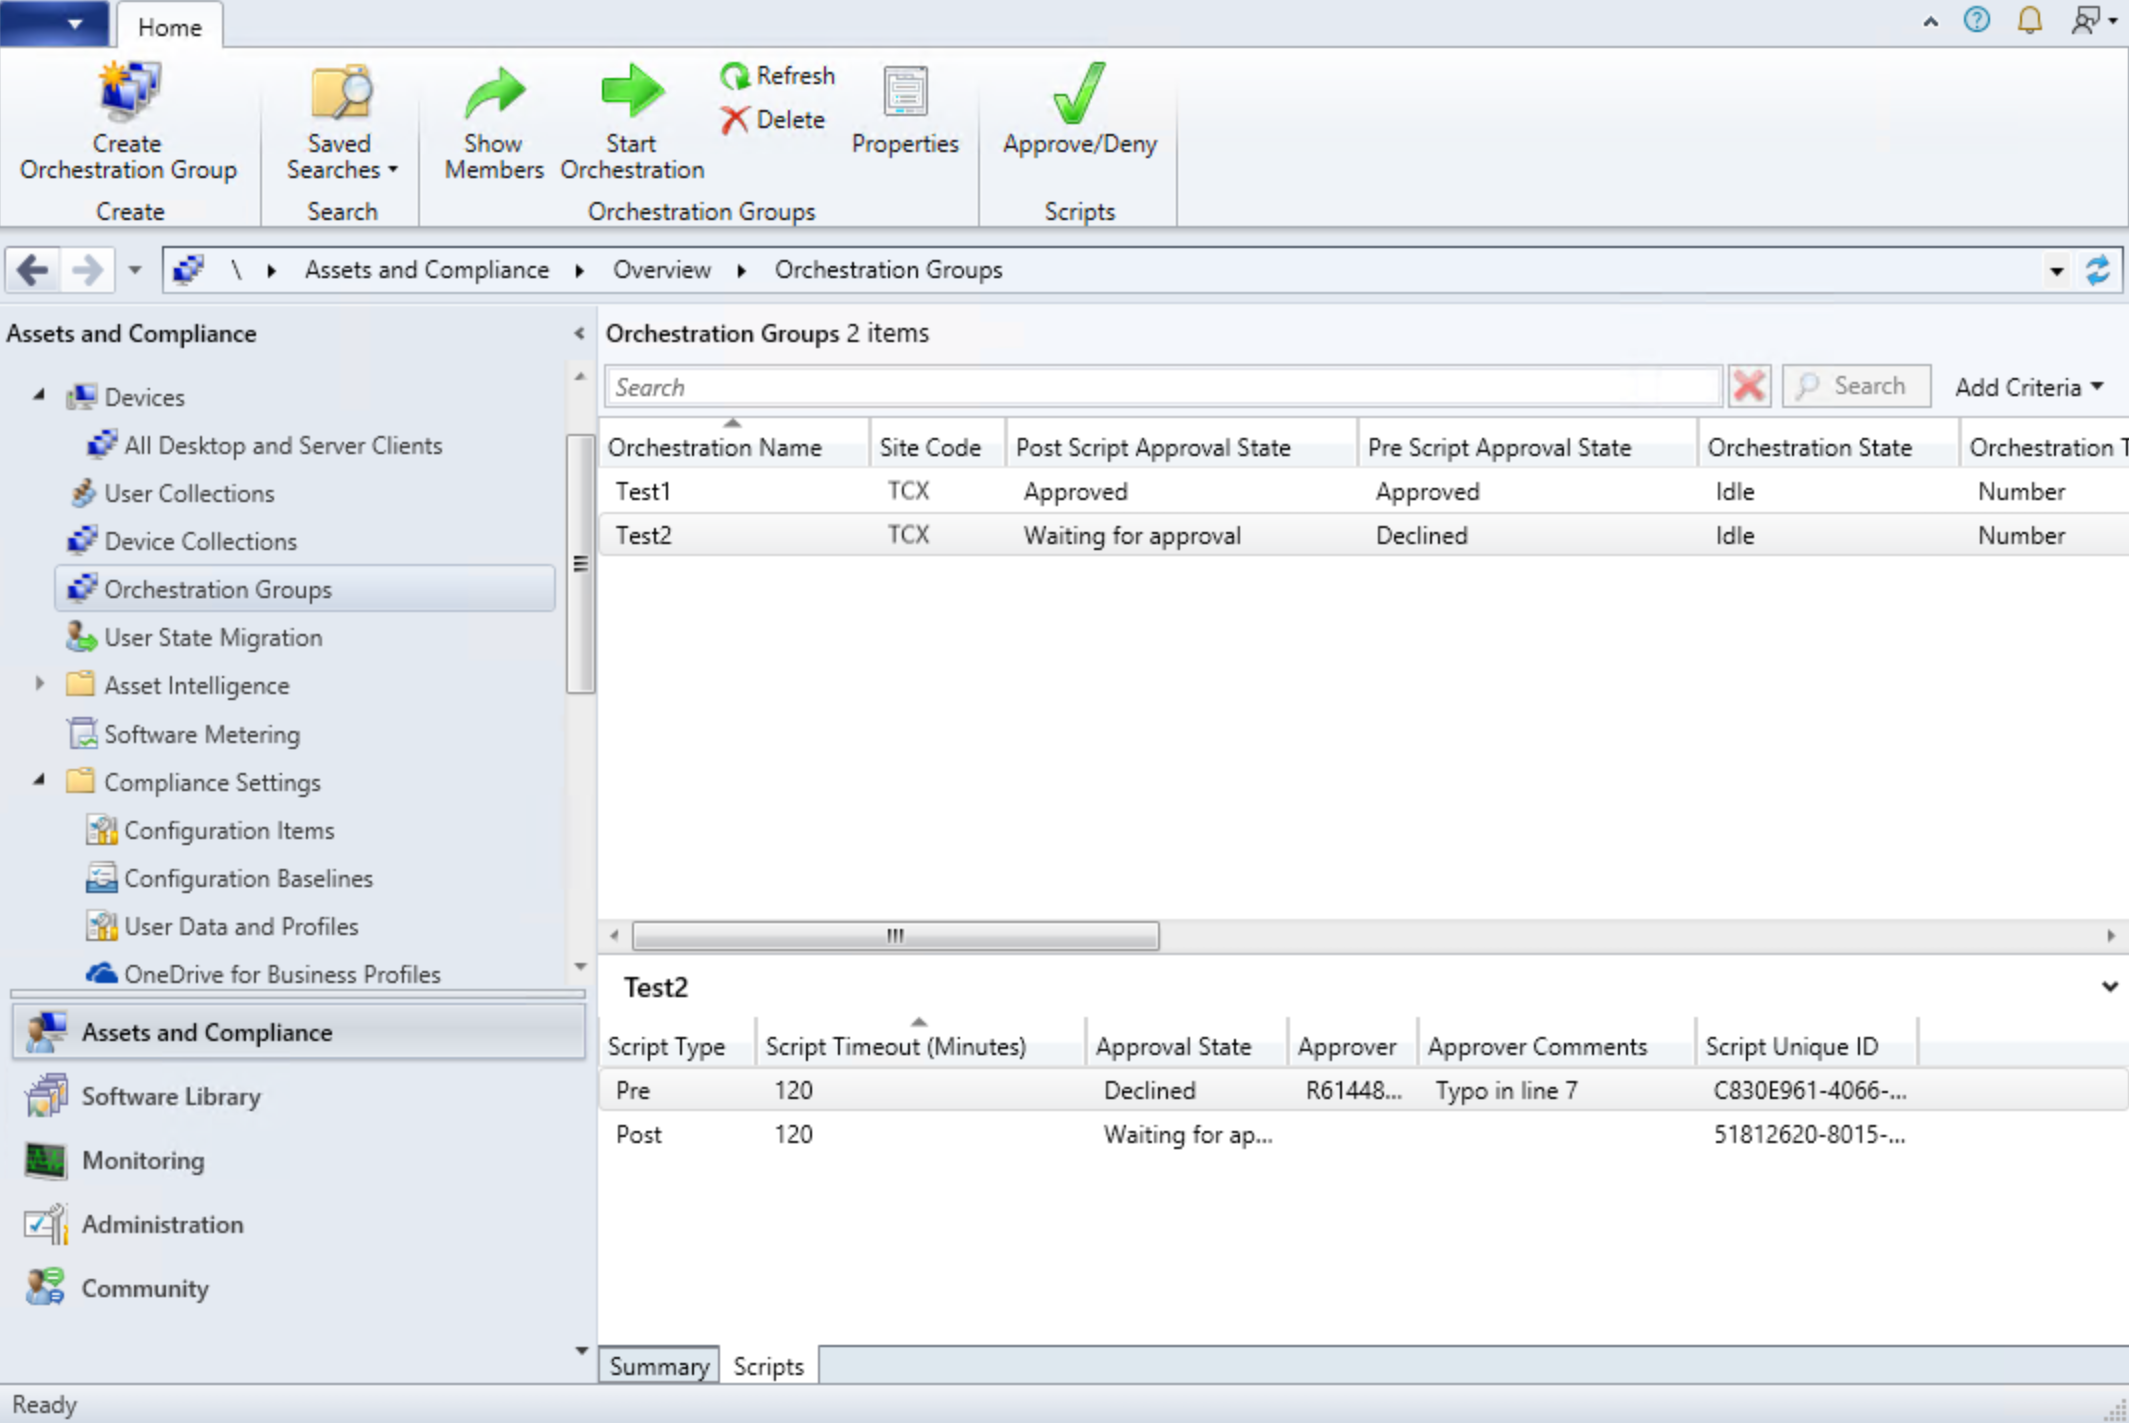 Home
Create
Orchestration Group
Create
Saved
Searches
Search
Show
Members
Start
Orchestration
Refresh
Delete
Properties
Orchestration Groups
Approve/Deny
Scripts
\ Assets and Compliance Overview Orchestration Groups
Assets and Compliance
Devices
All Desktop and Server Clients
User Collections
Device Collections
Orchestration Groups
User State Migration
Asset Intelligence
Software Metering
Compliance Settings
Configuration Items
Configuration Baselines
User Data and Profiles
OneDrive for Business Profiles
Assets and Compliance
Software Library
Monitoring
Administration
Community
Orchestration Groups 2 items
Search Search Add Criteria
Orchestration Name Site Code Post Script Approval State Pre Script Approval State Orchestration State Orchestration T
Test1 TCX Approved Approved Idle Number
Test2 TCX Waiting for approval Declined Idle Number
Test2
Script Type Script Timeout (Minutes) Approval State Approver Approver Comments Script Unique ID
Pre 120 Declined R61448... Typo in line 7 C830E961-4066-...
Post 120 Waiting for ap... 51812620-8015-...
Summary Scripts
Ready